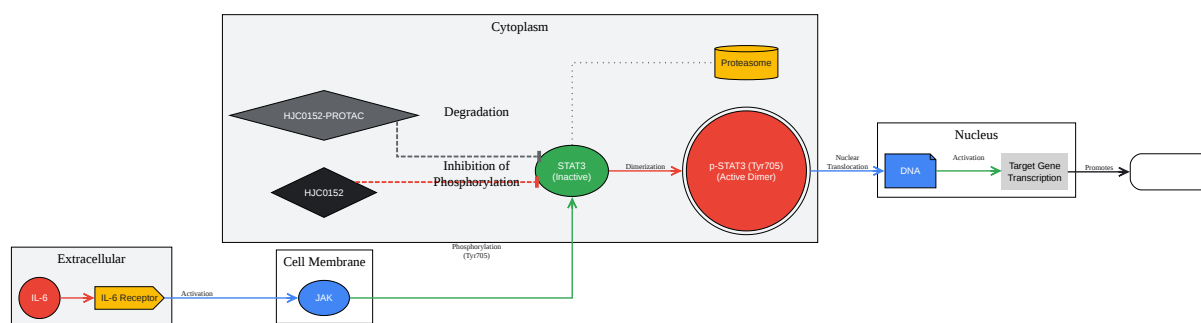 Cytoplasm
Proteasome
HJC0152-PROTAC
Degradation
Inhibition of
Phosphorylation
HJC0152
STAT3
(Inactive)
Dimerization
p-STAT3 (Tyr705)
(Active Dimer)
Nuclear
Translocation
Nucleus
DNA
Activation
Target Gene
Transcription
Promotes
Phosphorylation
(Tyr705)
Extracellular
IL-6
IL-6 Receptor
Activation
Cell Membrane
JAK